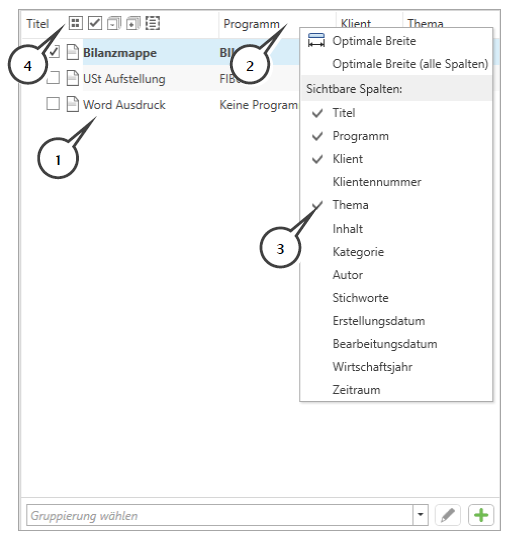 Titel Programm Klient Thema
Bilanzmappe
USt Aufstellung FIB
Word Ausdruck Keine Program
Optimale Breite
Optimale Breite (alle Spalten)
Sichtbare Spalten:
Titel
Programm
Klient
Klientennummer
Thema
Inhalt
Kategorie
Autor
Stichworte
Erstellungsdatum
Bearbeitungsdatum
Wirtschaftsjahr
Zeitraum
4
2
1
3
Gruppierung wählen